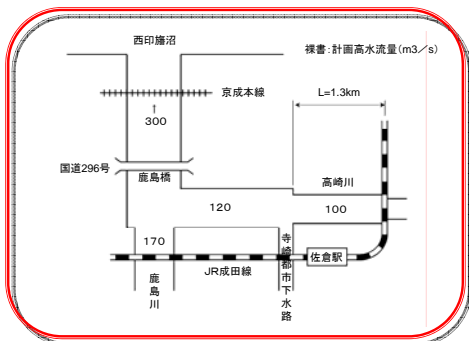 西印旛沼
裸書:計画高水流量(m3/s)
京成本線
L=1.3km
300
国道296号
鹿島橋
高崎川
120
100
170
寺崎都市下水路
佐倉駅
鹿島川
JR成田線